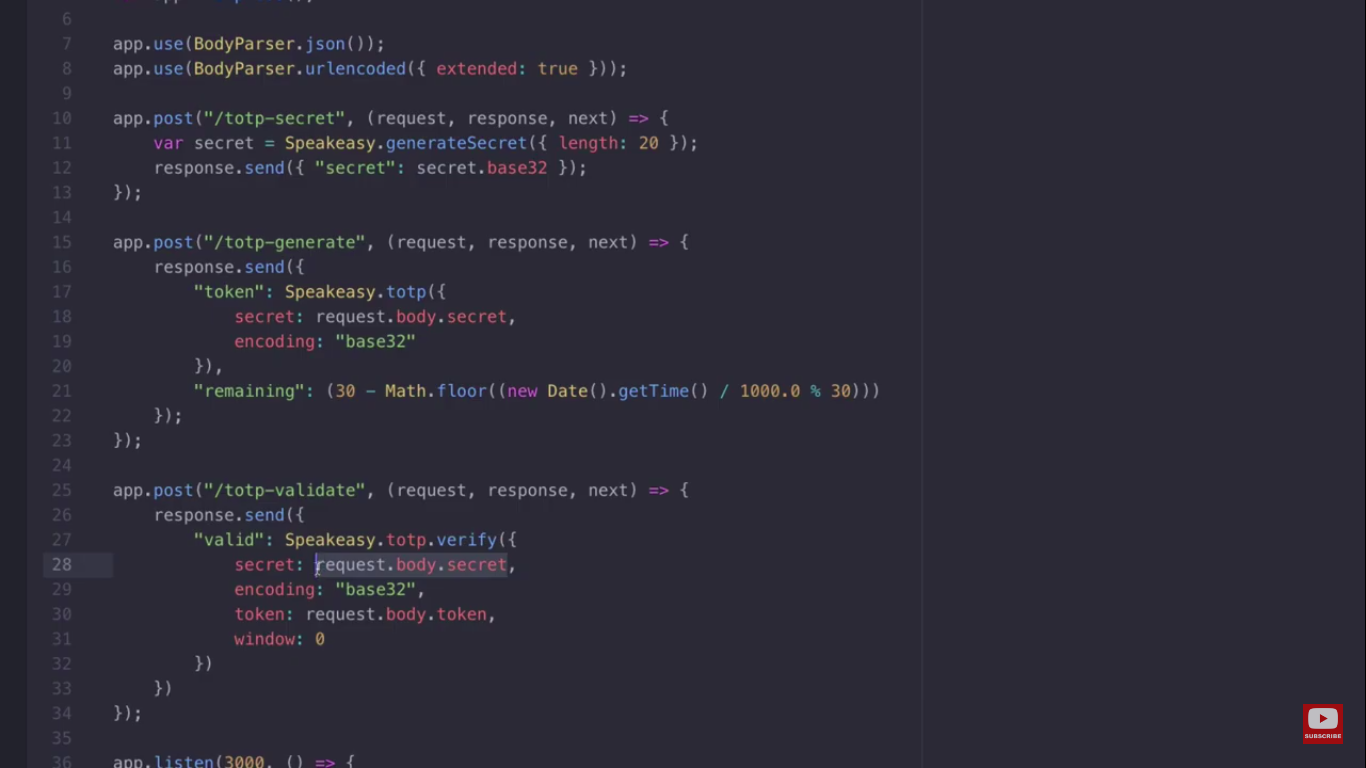 6
7 app.use(BodyParser.json());
8 app.use(BodyParser.urlencoded({ extended: true }));
9
10 app.post("/totp-secret", (request, response, next) => {
11 var secret = Speakeasy.generateSecret({ length: 20 });
12 response.send({ "secret": secret.base32 });
13 });
14
15 app.post("/totp-generate", (request, response, next) => {
16 response.send({
17 "token": Speakeasy.totp({
18 secret: request.body.secret,
19 encoding: "base32"
20 }),
21 "remaining": (30 - Math.floor((new Date().getTime() / 1000.0 % 30)))
22 });
23 });
24
25 app.post("/totp-validate", (request, response, next) => {
26 response.send({
27 "valid": Speakeasy.totp.verify({
28 secret: request.body.secret,
29 encoding: "base32",
30 token: request.body.token,
31 window: 0
32 })
33 })
34 });
35
36 app.listen(3000, () => {
SUBSCRIBE